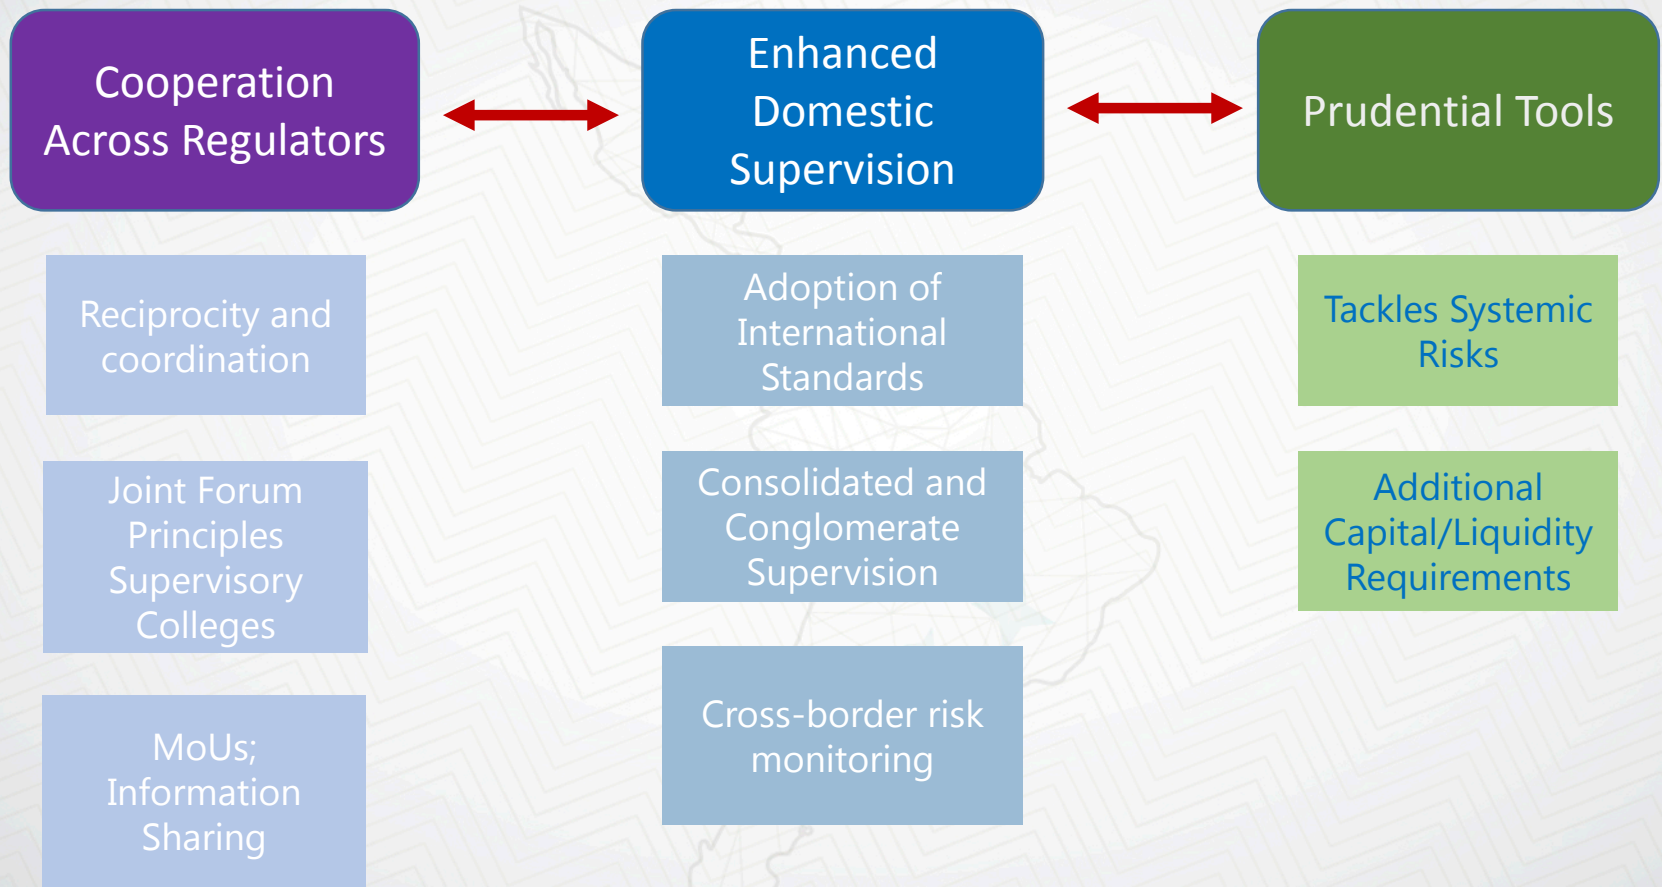 Cooperation
Across Regulators
Enhanced
Domestic
Supervision
Prudential Tools
Reciprocity and
coordination
Joint Forum
Principles
Supervisory
Colleges
MoUs;
Information
Sharing
Adoption of
International
Standards
Consolidated and
Conglomerate
Supervision
Cross-border risk
monitoring
Tackles Systemic
Risks
Additional
Capital/Liquidity
Requirements